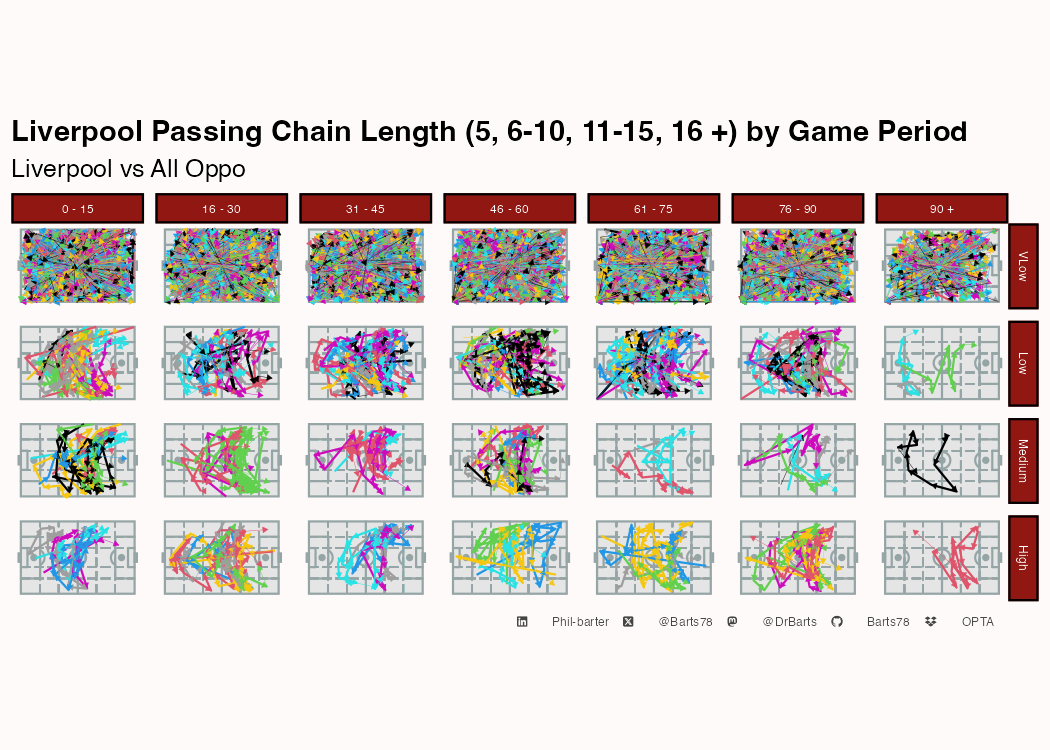 Liverpool Passing Chain Length (5, 6-10, 11-15, 16 +) by Game Period
Liverpool vs All Oppo
0 - 15 16 - 30 31 - 45 46 - 60 61 - 75 76 - 90 90 +
VLow
Low
Medium
High
Phil-barter @Barts78 @DrBarts Barts78 OPTA